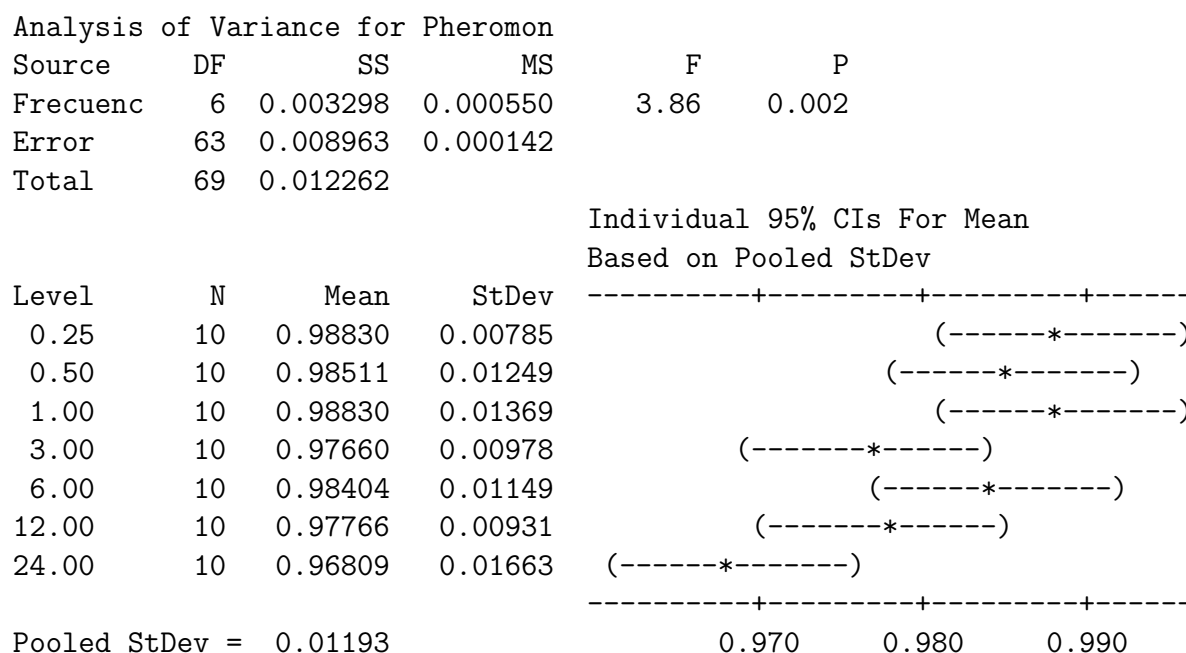 Analysis of Variance for Pheromon
Source     DF        SS        MS         F        P
Frecuenc    6  0.003298  0.000550      3.86    0.002
Error      63  0.008963  0.000142
Total      69  0.012262
                                   Individual 95% CIs For Mean
                                   Based on Pooled StDev
Level       N      Mean     StDev  ----------+---------+---------+------
 0.25      10   0.98830   0.00785                       (------*-------)
 0.50      10   0.98511   0.01249                    (------*-------)
 1.00      10   0.98830   0.01369                       (------*-------)
 3.00      10   0.97660   0.00978           (-------*------)
 6.00      10   0.98404   0.01149                   (------*-------)
12.00      10   0.97766   0.00931            (-------*------)
24.00      10   0.96809   0.01663   (------*-------)
                                   ----------+---------+---------+------
Pooled StDev =  0.01193                    0.970     0.980     0.990